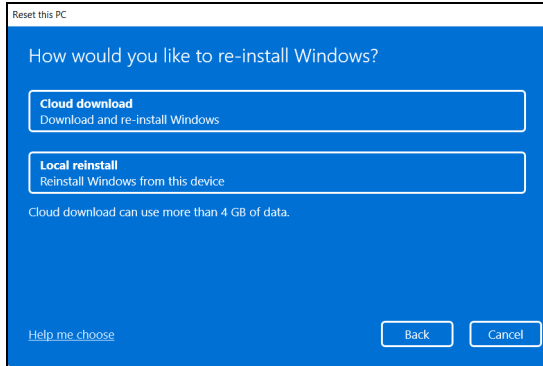 Reset this PC
How would you like to re-install Windows?
Cloud download
Download and re-install Windows
Local reinstall
Reinstall Windows from this device
Cloud download can use more than 4 GB of data.
Help me choose
Back
Cancel